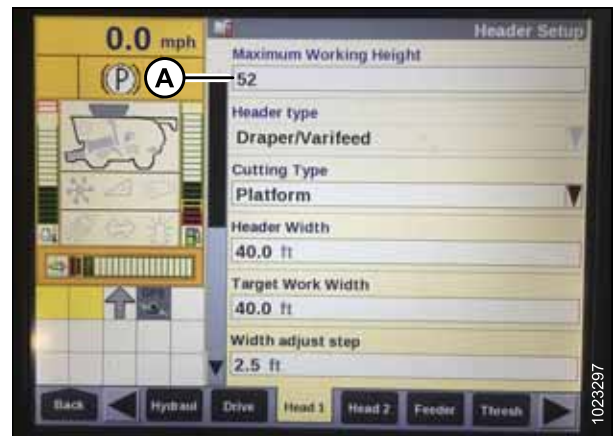 0.0 mph
(P)
A
Header Setup
Maximum Working Height
52
Header type
Draper/Varifeed
Cutting Type
Platform
Header Width
40.0 ft
Target Work Width
40.0 ft
Width adjust step
2.5 ft
Back
Hydraul
Drive
Head 1
Head 2
Feeder
Thresh
1023297